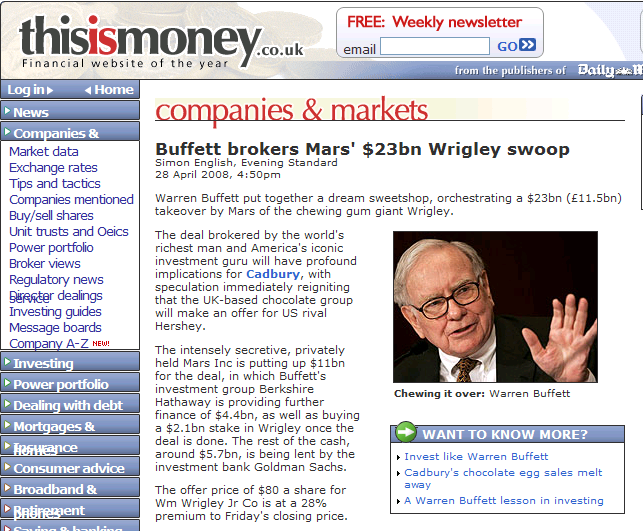 thisismoney.co.uk
Financial website of the year
FREE: Weekly newsletter
email GO
from the publishers of Daily
Log in Home
News
Companies &
Market data
Exchange rates
Tips and tactics
Companies mentioned
Buy/sell shares
Unit trusts and Oeics
Power portfolio
Broker views
Regulatory news
service
Director dealings
Investing guides
Message boards
Company A-Z NEW!
Investing
Power portfolio
Dealing with debt
Mortgages &
homes
Insurance
Consumer advice
Broadband &
phones
Retirement
Saving & banking
companies & markets
Buffett brokers Mars' $23bn Wrigley swoop
Simon English, Evening Standard
28 April 2008, 4:50pm
Warren Buffett put together a dream sweetshop, orchestrating a $23bn (£11.5bn)
takeover by Mars of the chewing gum giant Wrigley.
The deal brokered by the world's
richest man and America's iconic
investment guru will have profound
implications for Cadbury, with
speculation immediately reigniting
that the UK-based chocolate group
will make an offer for US rival
Hershey.
The intensely secretive, privately
held Mars Inc is putting up $11bn
for the deal, in which Buffett's
investment group Berkshire
Hathaway is providing further
finance of $4.4bn, as well as buying
a $2.1bn stake in Wrigley once the
deal is done. The rest of the cash,
around $5.7bn, is being lent by the
investment bank Goldman Sachs.
The offer price of $80 a share for
Wm Wrigley Jr Co is at a 28%
premium to Friday's closing price.
Chewing it over: Warren Buffett
WANT TO KNOW MORE?
Invest like Warren Buffett
Cadbury's chocolate egg sales melt
away
A Warren Buffett lesson in investing